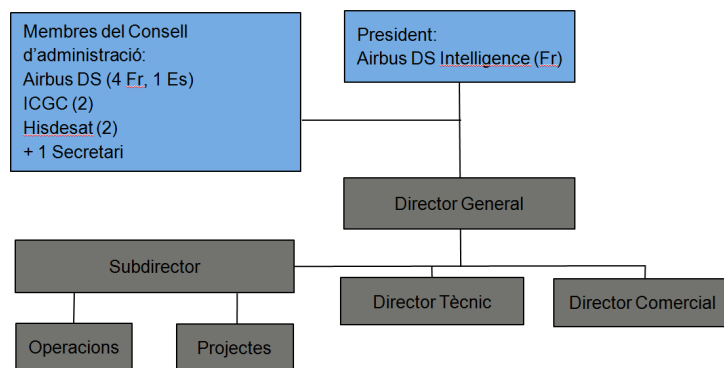 Membres del Consell
d’administració:
Airbus DS (4 Fr, 1 Es)
ICGC (2)
Hisdesat (2)
+ 1 Secretari
President:
Airbus DS Intelligence (Fr)
Director General
Subdirector
Director Tècnic
Director Comercial
Operacions
Projectes